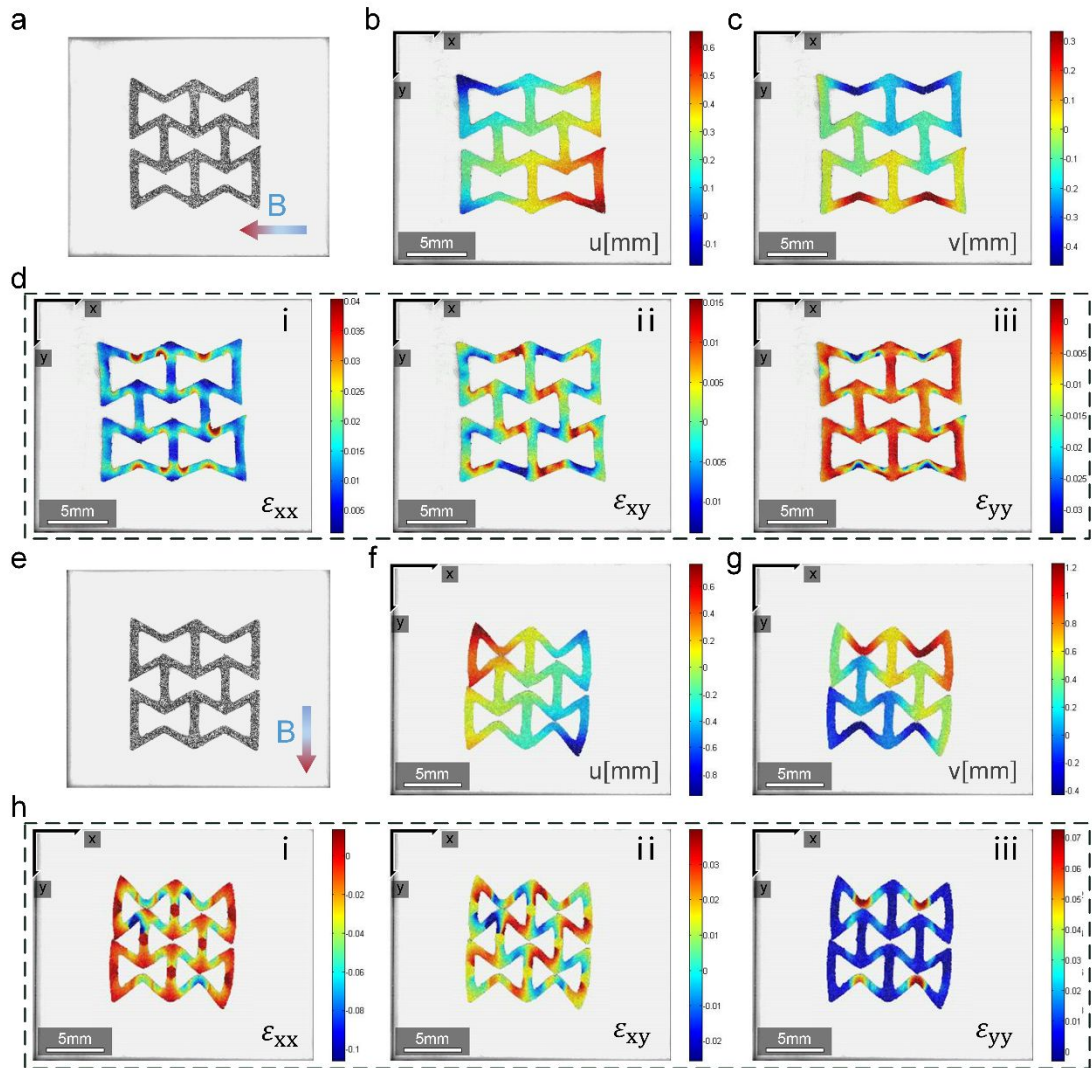 a
B
b
x
y
5mm
u[mm]
0.6
0.5
0.4
0.3
0.2
0.1
0
-0.1
c
x
y
5mm
v[mm]
0.3
0.2
0.1
0
-0.1
-0.2
-0.3
-0.4
d
x
y
i
5mm
εxx
0.04
0.035
0.03
0.025
0.02
0.015
0.01
0.005
x
y
ii
5mm
εxy
0.015
0.01
0.005
0
0.005
-0.01
x
y
iii
5mm
εyy
0
-0.005
-0.01
0.015
0.02
0.025
-0.03
e
B
f
x
y
5mm
u[mm]
0.6
0.4
0.2
0
-0.2
-0.4
-0.6
-0.8
g
x
y
5mm
v[mm]
1.2
1
0.8
0.6
0.4
0.2
0
-0.2
-0.4
h
x
y
i
5mm
εxx
0
-0.02
-0.04
-0.06
-0.08
-0.1
x
y
ii
5mm
εxy
0.03
0.02
0.01
0
-0.01
-0.02
x
y
iii
5mm
εyy
0.07
0.06
0.05
0.04
0.03
0.02
0.01
0